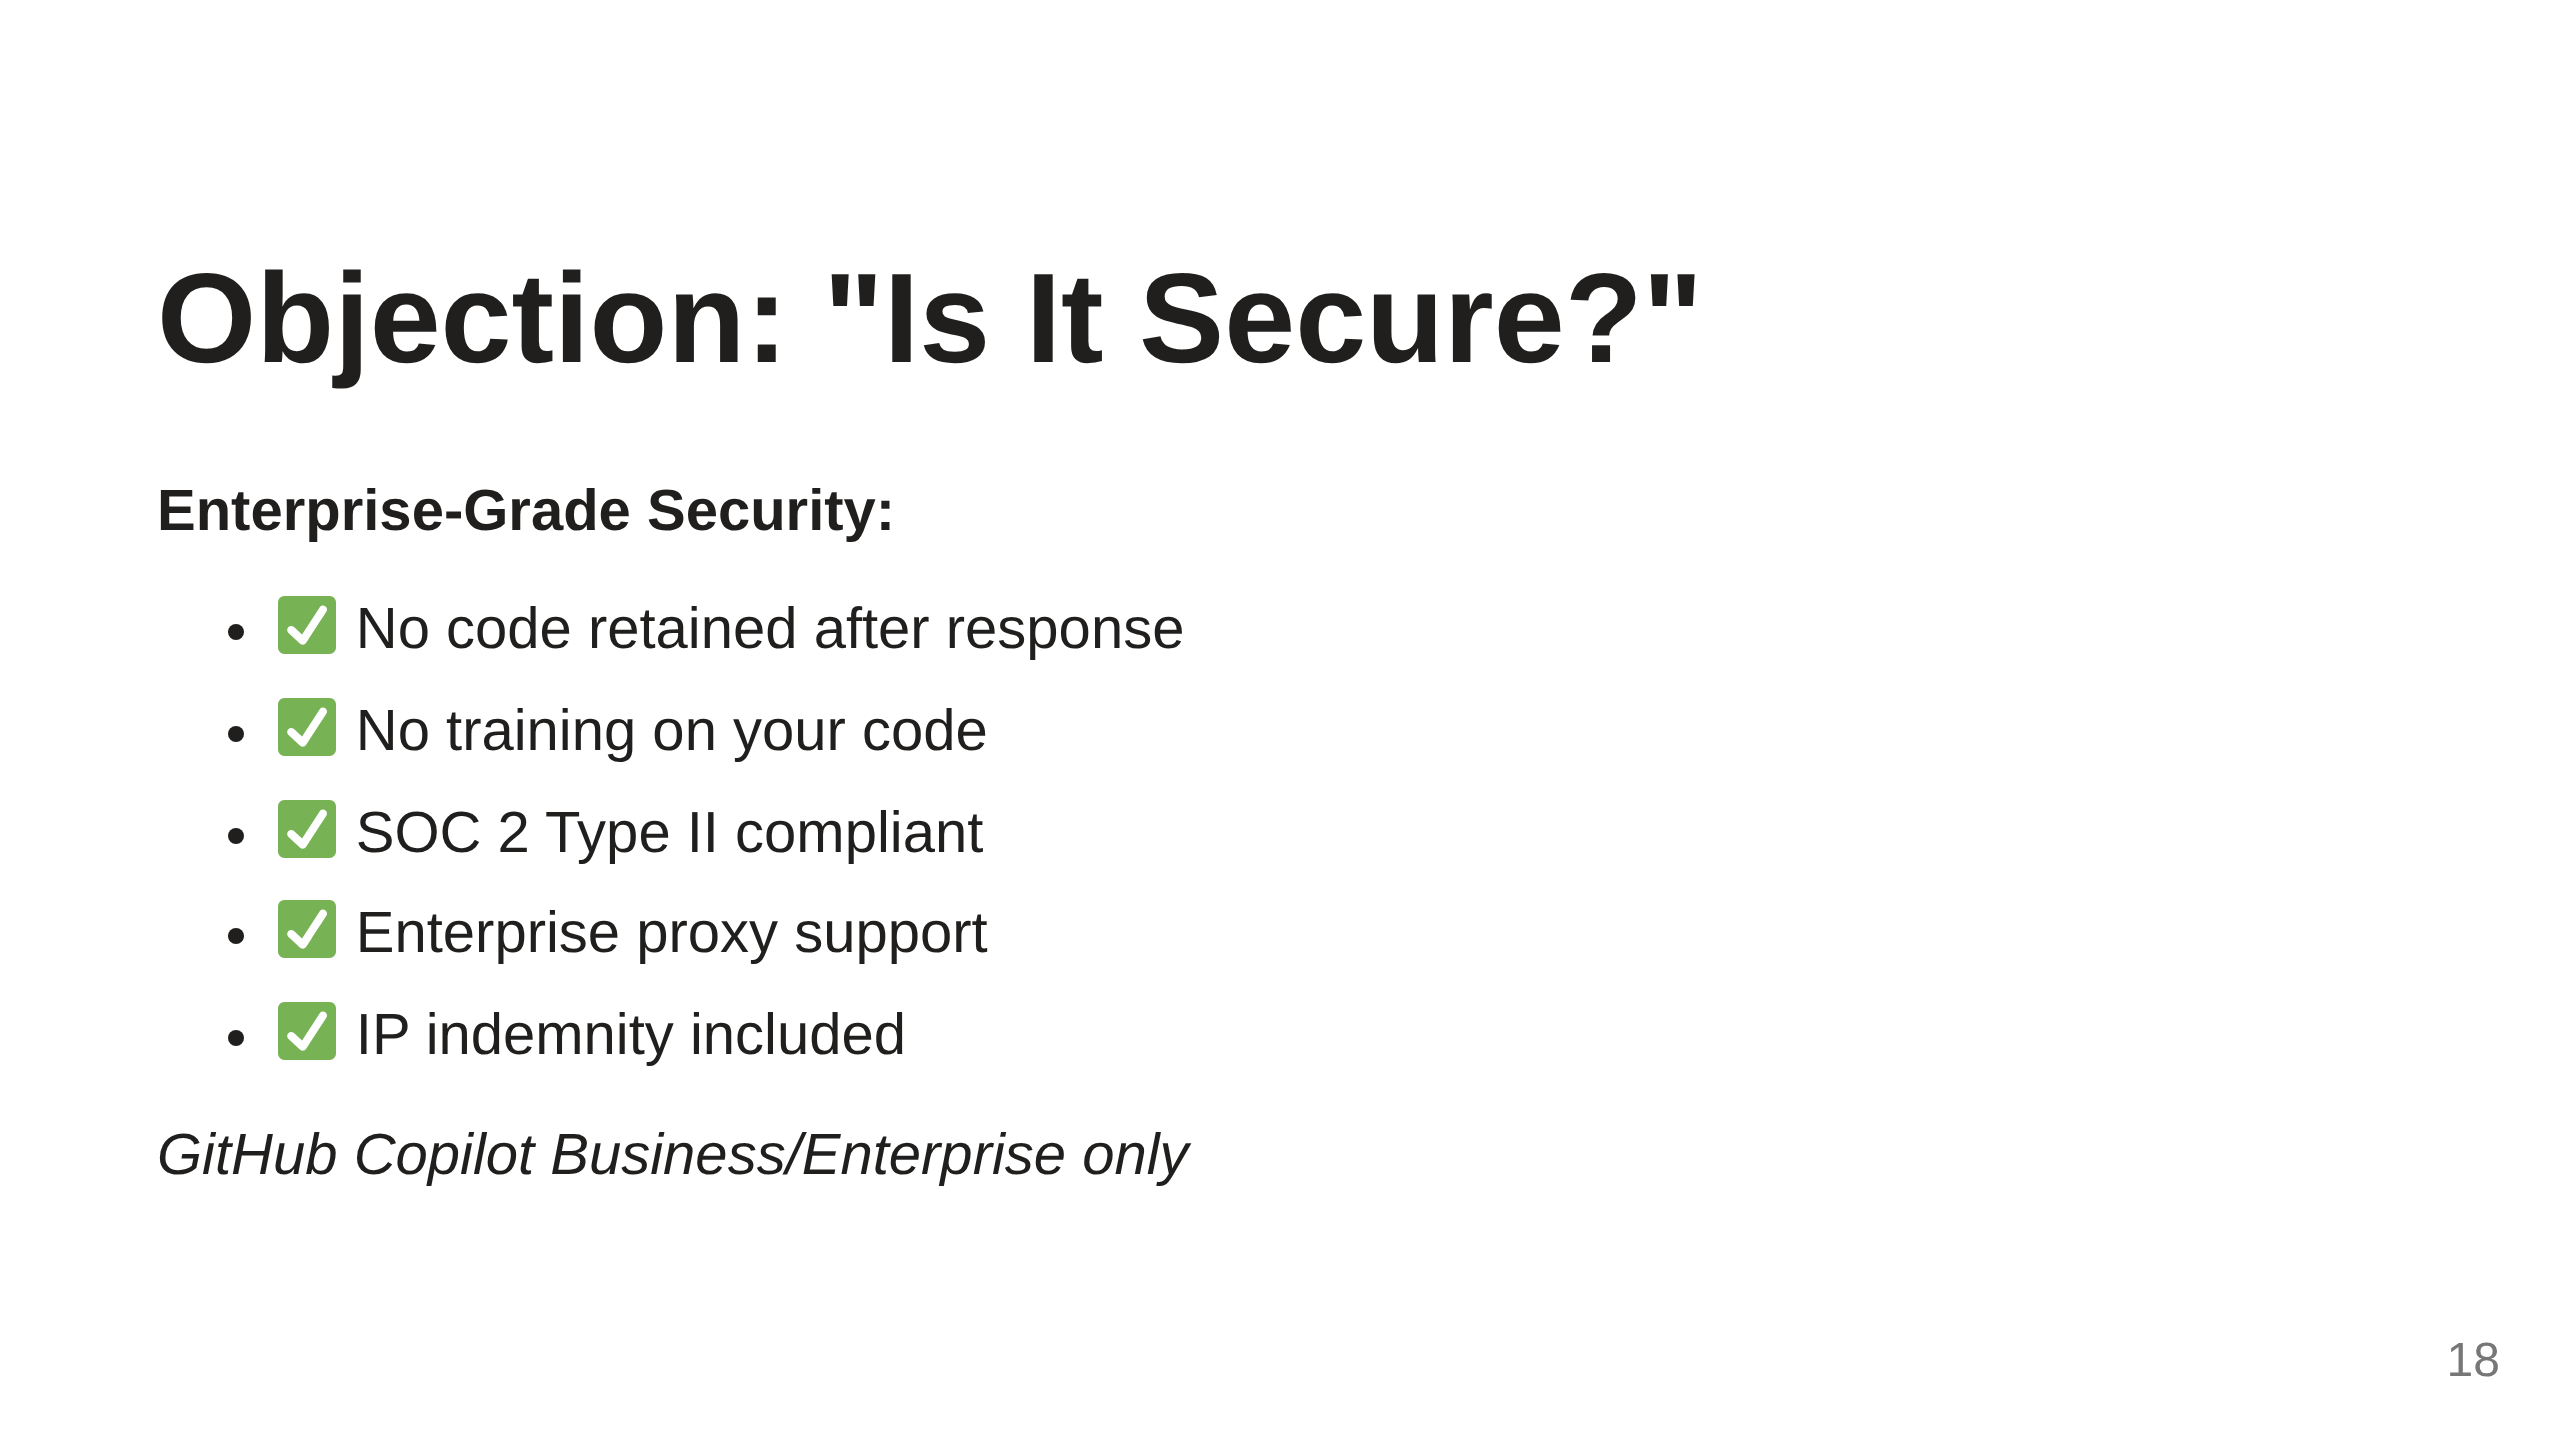 Objection: "Is It Secure?"
Enterprise-Grade Security:
• ✅ No code retained after response
• ✅ No training on your code
• ✅ SOC 2 Type II compliant
• ✅ Enterprise proxy support
• ✅ IP indemnity included
GitHub Copilot Business/Enterprise only
18